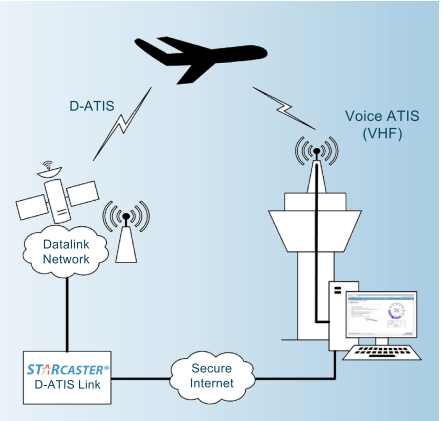 D-ATIS
Voice ATIS
(VHF)
Datalink
Network
STARCASTER®
D-ATIS Link
Secure
Internet